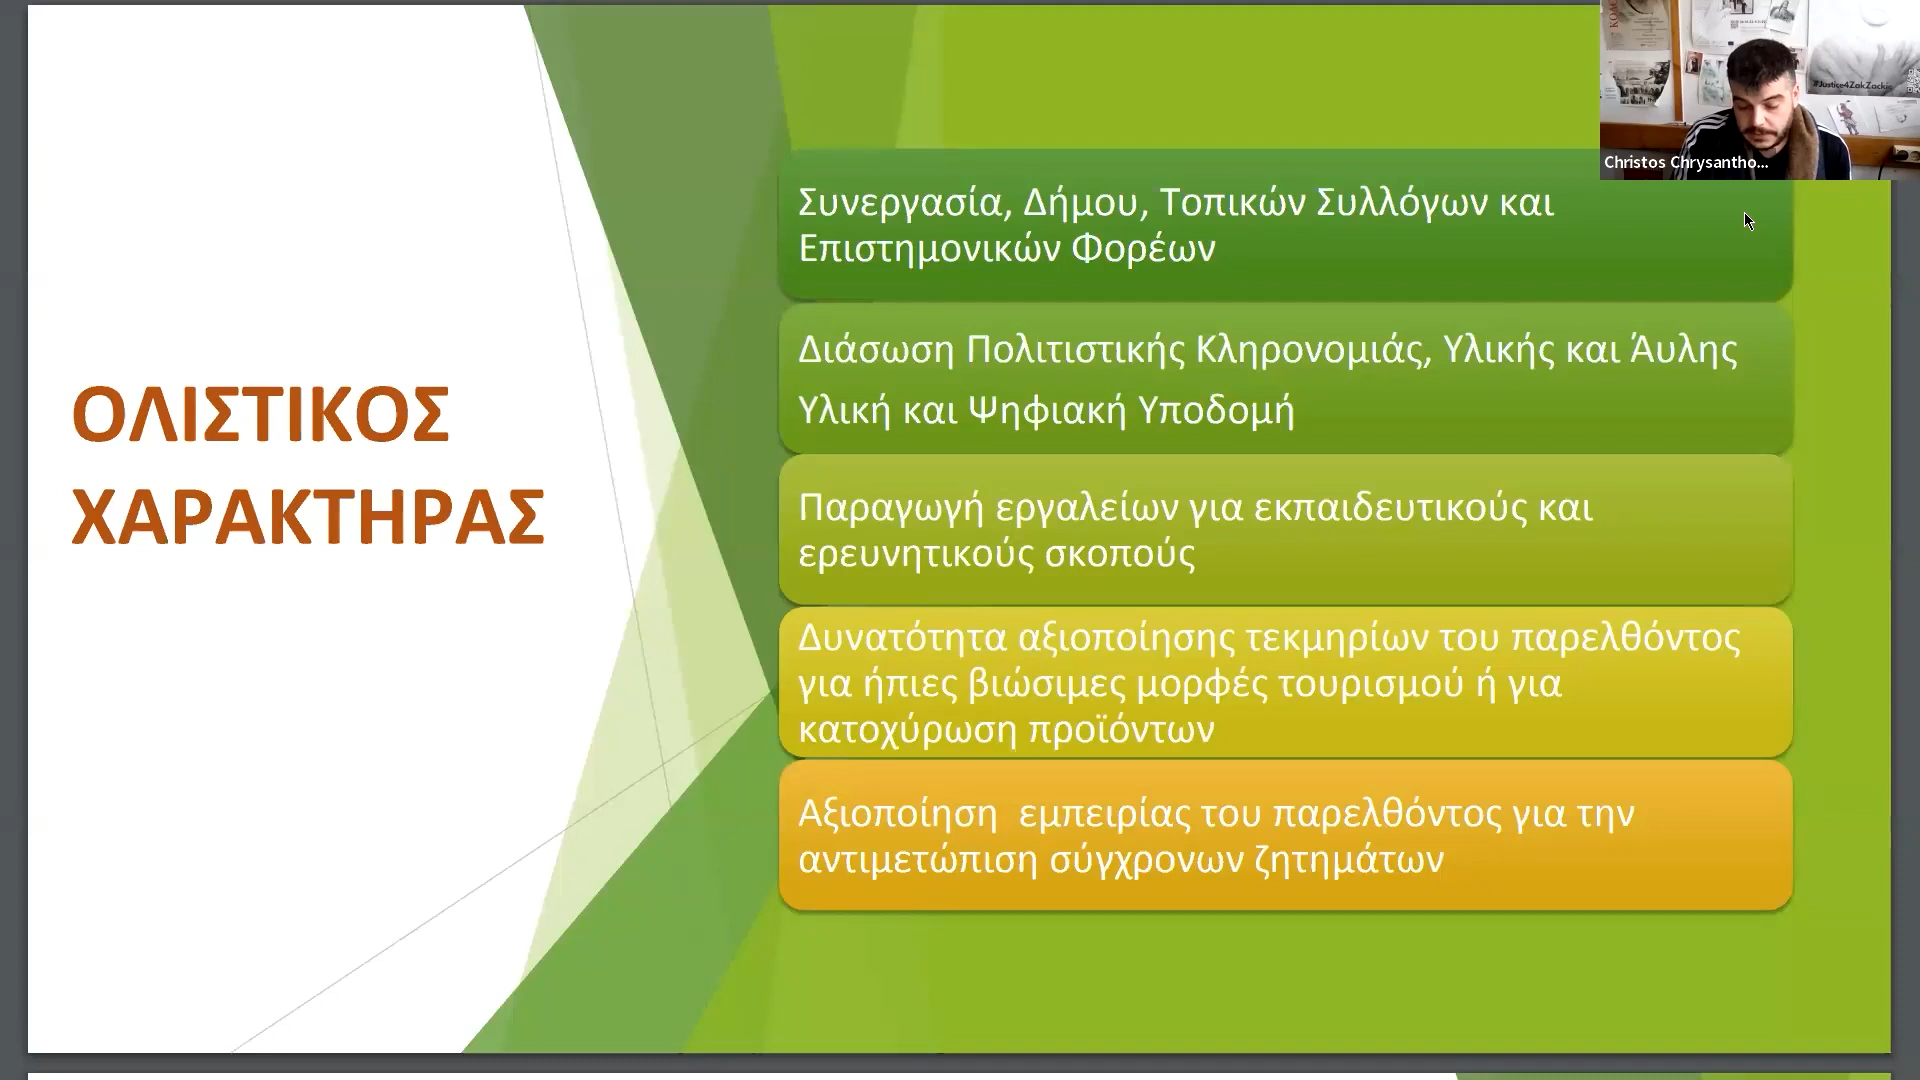 ΟΛΙΣΤΙΚΟΣ
ΧΑΡΑΚΤΗΡΑΣ
Συνεργασία, Δήμου, Τοπικών Συλλόγων και
Επιστημονικών Φορέων
Διάσωση Πολιτιστικής Κληρονομιάς, Υλικής και Άυλης
Υλική και Ψηφιακή Υποδομή
Παραγωγή εργαλείων για εκπαιδευτικούς και
ερευνητικούς σκοπούς
Δυνατότητα αξιοποίησης τεκμηρίων του παρελθόντος
για ήπιες βιώσιμες μορφές τουρισμού ή για
κατοχύρωση προϊόντων
Αξιοποίηση  εμπειρίας του παρελθόντος για την
αντιμετώπιση σύγχρονων ζητημάτων
#Justice4ZakZackie
Christos Chrysantho...